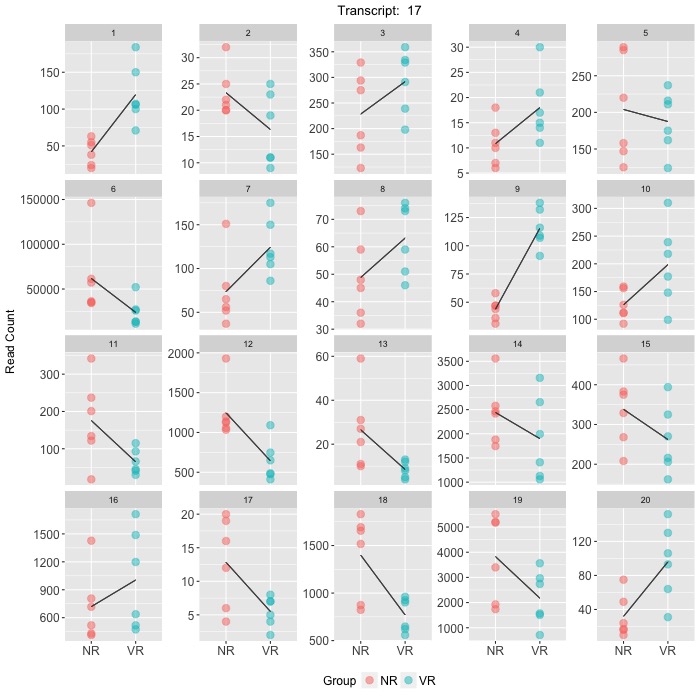 Transcript: 17
1 2 3 4 5
150 100 50
30 25 20 15 10
350 300 250 200 150
30 25 20 15 10 5
250 200 150
6 7 8 9 10
150000 100000 50000
150 100 50
70 60 50 40 30
125 100 75 50
300 250 200 150 100
Read Count
11 12 13 14 15
300 200 100
2000 1500 1000 500
60 40 20
3500 3000 2500 2000 1500 1000
400 300 200
16 17 18 19 20
1500 1200 900 600
20 15 10 5
1500 1000 500
5000 4000 3000 2000 1000
120 80 40
NR VR NR VR NR VR NR VR NR VR
Group NR VR